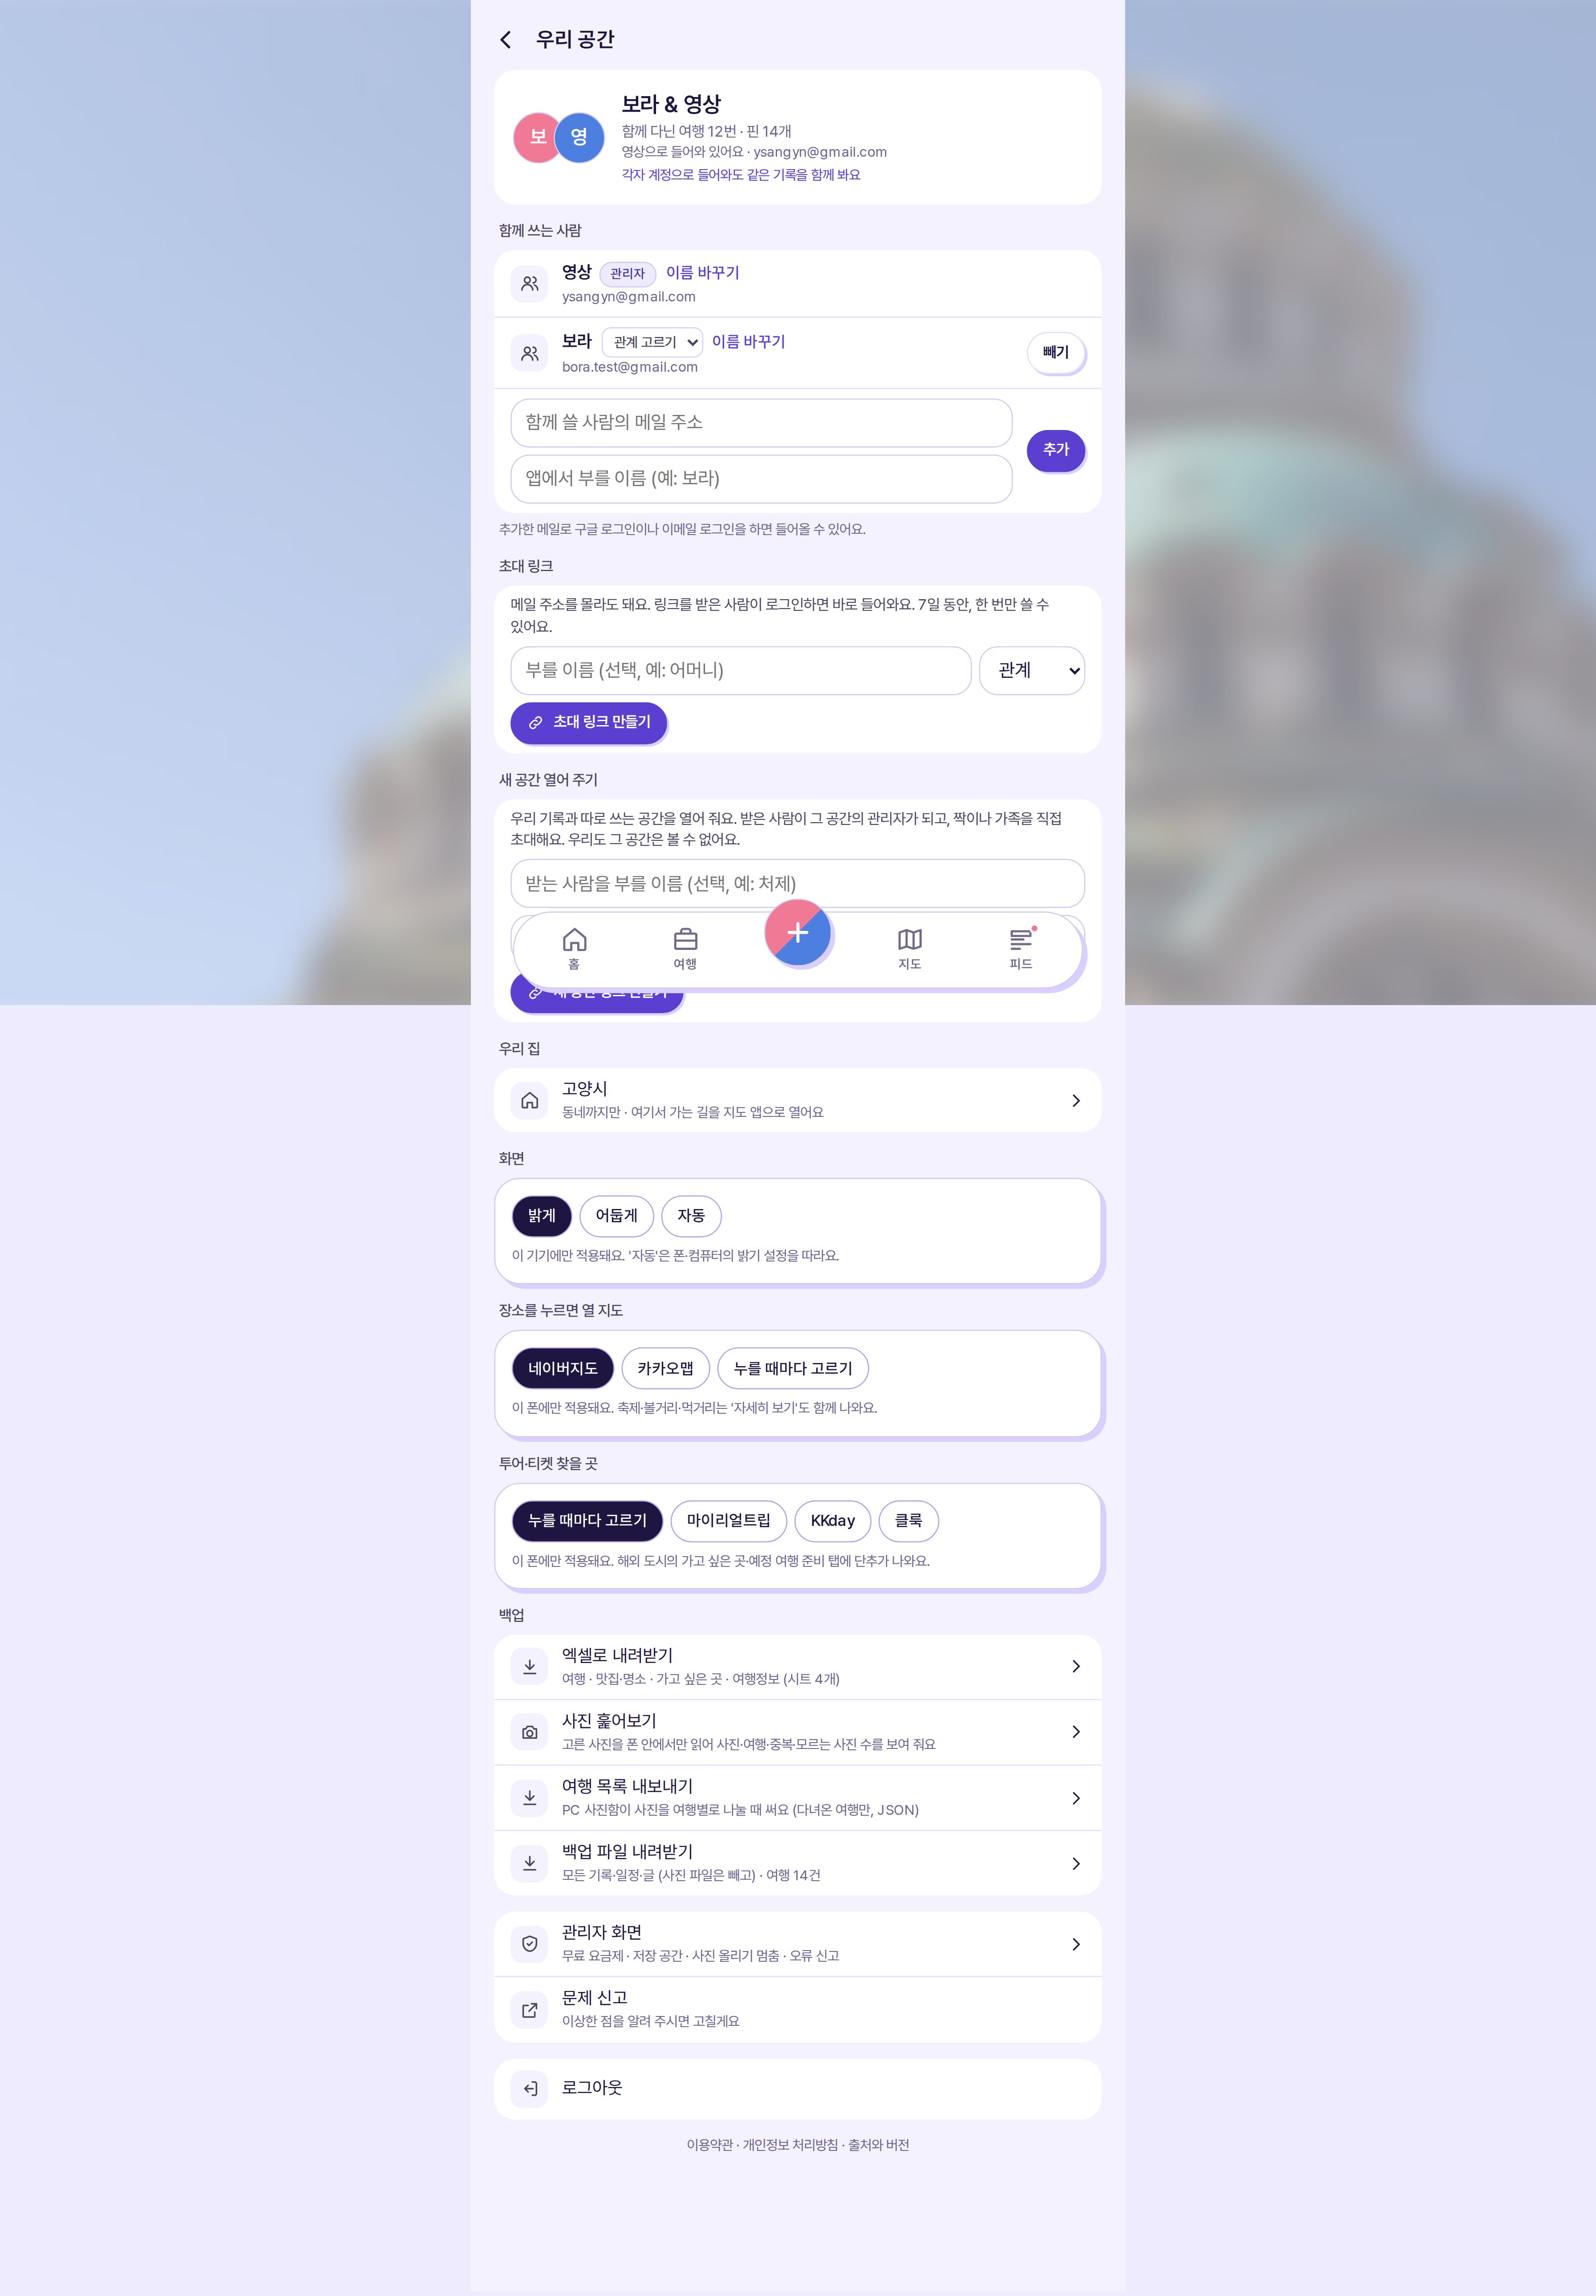 우리 공간
보 영
보라 & 영상
함께 다닌 여행 12번 · 핀 14개
영상으로 들어와 있어요 · ysangyn@gmail.com
각자 계정으로 들어와도 같은 기록을 함께 봐요
함께 쓰는 사람
영상 관리자 이름 바꾸기
ysangyn@gmail.com
보라 관계 고르기 이름 바꾸기
bora.test@gmail.com
빼기
함께 쓸 사람의 메일 주소
앱에서 부를 이름 (예: 보라)
추가
추가한 메일로 구글 로그인이나 이메일 로그인을 하면 들어올 수 있어요.
초대 링크
메일 주소를 몰라도 돼요. 링크를 받은 사람이 로그인하면 바로 들어와요. 7일 동안, 한 번만 쓸 수
있어요.
부를 이름 (선택, 예: 어머니) 관계
초대 링크 만들기
새 공간 열어 주기
우리 기록과 따로 쓰는 공간을 열어 줘요. 받은 사람이 그 공간의 관리자가 되고, 짝이나 가족을 직접
초대해요. 우리도 그 공간은 볼 수 없어요.
받는 사람을 부를 이름 (선택, 예: 처제)
홈 여행 지도 피드
우리 집
고양시
동네까지만 · 여기서 가는 길을 지도 앱으로 열어요
화면
밝게 어둡게 자동
이 기기에만 적용돼요. '자동'은 폰·컴퓨터의 밝기 설정을 따라요.
장소를 누르면 열 지도
네이버지도 카카오맵 누를 때마다 고르기
이 폰에만 적용돼요. 축제·볼거리·먹거리는 '자세히 보기'도 함께 나와요.
투어·티켓 찾을 곳
누를 때마다 고르기 마이리얼트립 KKday 클룩
이 폰에만 적용돼요. 해외 도시의 가고 싶은 곳·예정 여행 준비 탭에 단추가 나와요.
백업
엑셀로 내려받기
여행 · 맛집·명소 · 가고 싶은 곳 · 여행정보 (시트 4개)
사진 훑어보기
고른 사진을 폰 안에서만 읽어 사진·여행·중복·모르는 사진 수를 보여 줘요
여행 목록 내보내기
PC 사진함이 사진을 여행별로 나눌 때 써요 (다녀온 여행만, JSON)
백업 파일 내려받기
모든 기록·일정·글 (사진 파일은 빼고) · 여행 14건
관리자 화면
무료 요금제 · 저장 공간 · 사진 올리기 멈춤 · 오류 신고
문제 신고
이상한 점을 알려 주시면 고칠게요
로그아웃
이용약관 · 개인정보 처리방침 · 출처와 버전